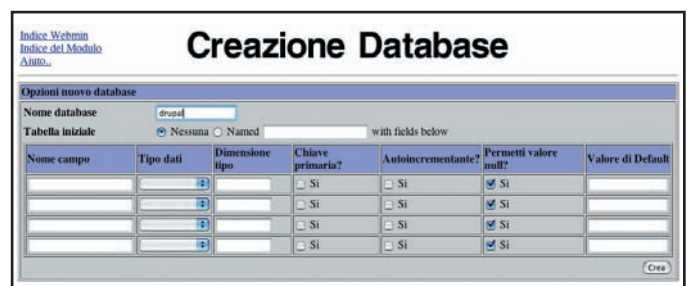 Indice Webmin
Indice del Modulo
Aiuto..
Creazione Database
Opzioni nuovo database
Nome database drupal
Tabella iniziale Nessuna Named with fields below
Nome campo Tipo dati Dimensione tipo Chiave primaria? Autoincrementante? Permetti valore null? Valore di Default
Si Si Si
Si Si Si
Si Si Si
Si Si Si
Crea